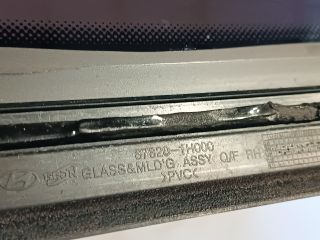 87820-1H000
GLASS&MLD'G ASSY Q/F RH
>PVC<